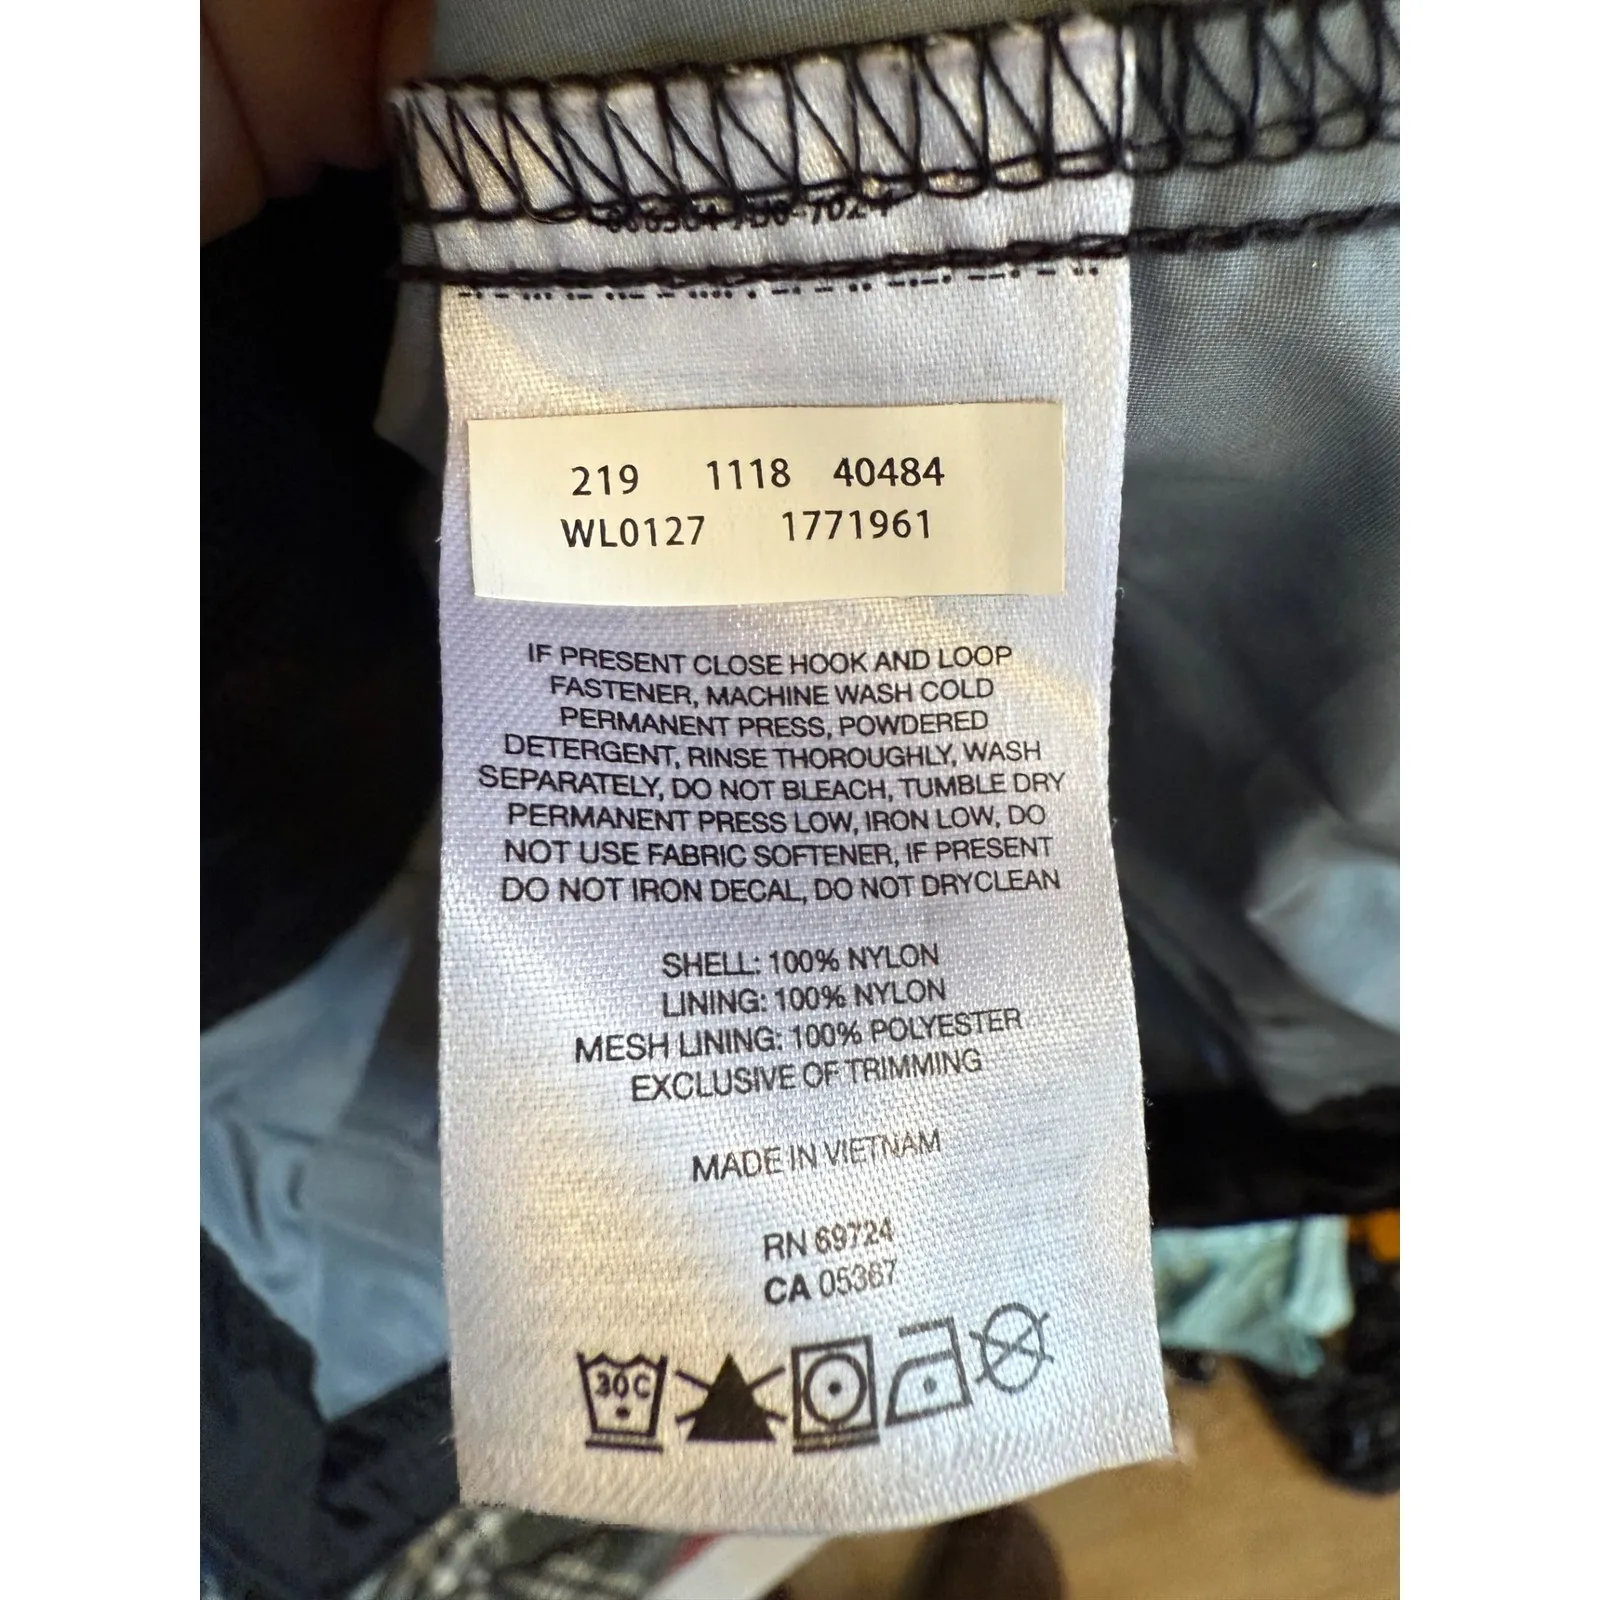 219 1118 40484
WL0127 1771961
IF PRESENT CLOSE HOOK AND LOOP
FASTENER, MACHINE WASH COLD
PERMANENT PRESS, POWDERED
DETERGENT, RINSE THOROUGHLY, WASH
SEPARATELY, DO NOT BLEACH, TUMBLE DRY
PERMANENT PRESS LOW, IRON LOW, DO
NOT USE FABRIC SOFTENER, IF PRESENT
DO NOT IRON DECAL, DO NOT DRYCLEAN
SHELL: 100% NYLON
LINING: 100% NYLON
MESH LINING: 100% POLYESTER
EXCLUSIVE OF TRIMMING
MADE IN VIETNAM
RN 69724
CA 05367
30C